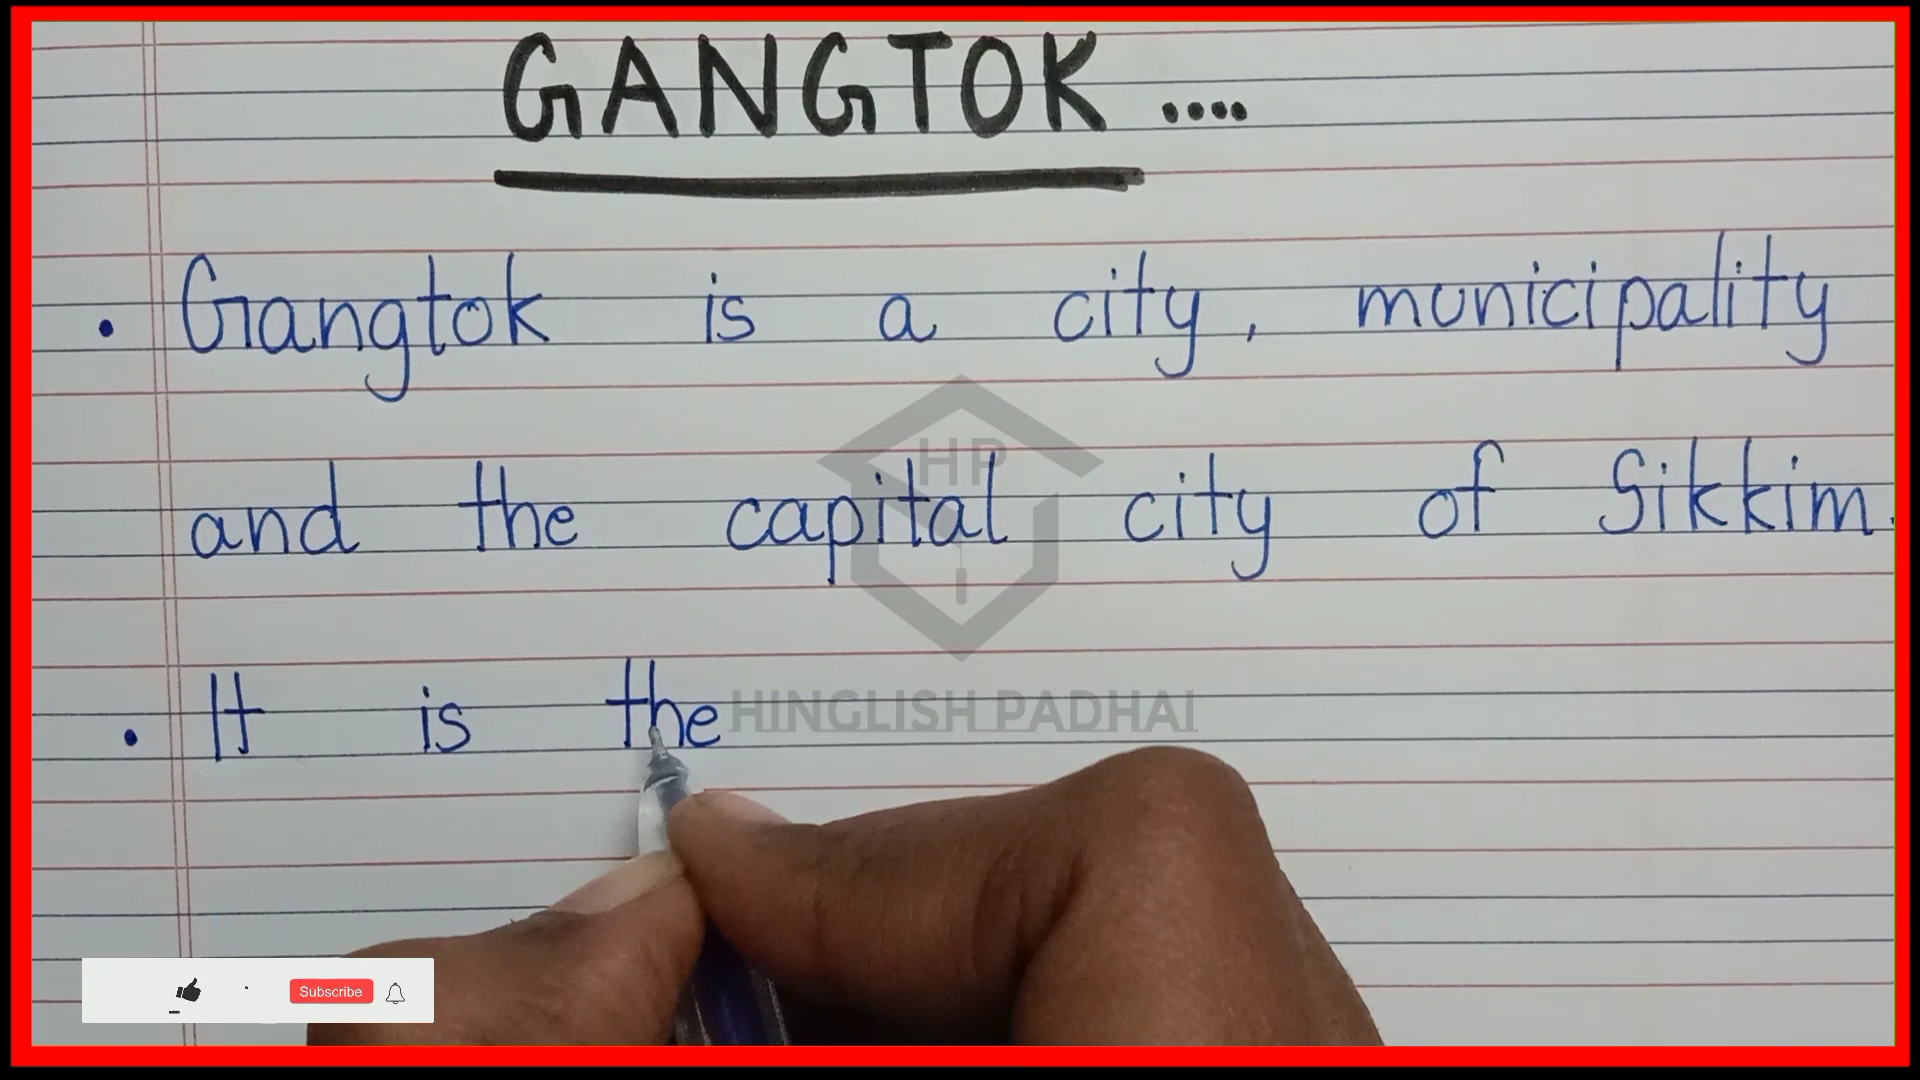 GANGTOK ....
• Gangtok is a city, municipality
and the capital city of Sikkim.
HP
I
• It is the
HINGLISH PADHAI
Subscribe